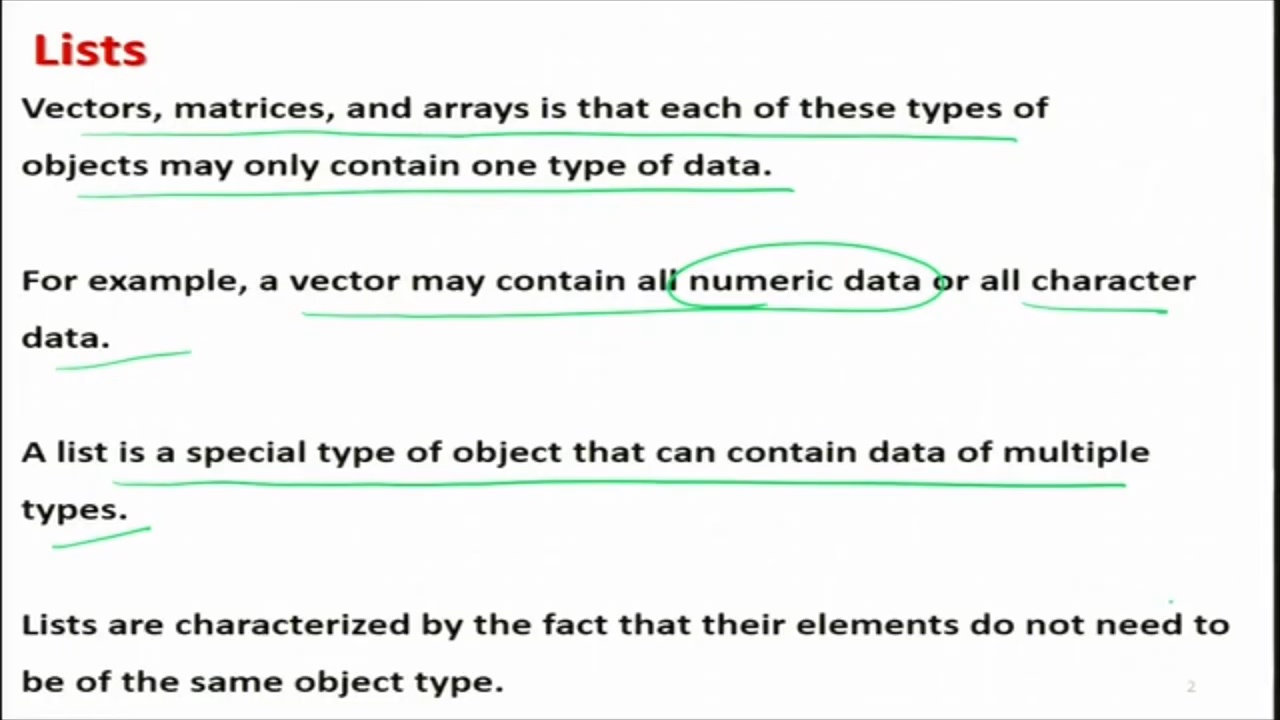 Lists
Vectors, matrices, and arrays is that each of these types of
objects may only contain one type of data.
For example, a vector may contain all numeric data or all character
data.
A list is a special type of object that can contain data of multiple
types.
Lists are characterized by the fact that their elements do not need to
be of the same object type.
2